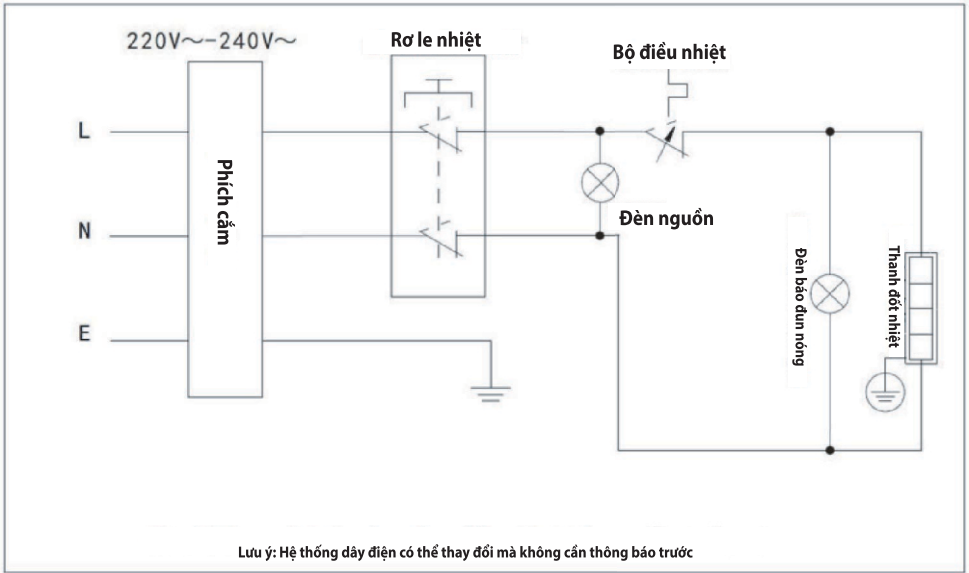 220V～-240V～
Rơ le nhiệt
Bộ điều nhiệt
L
Phích cắm
N
Đèn nguồn
Đèn báo đun nóng
Thanh đốt nhiệt
E
Lưu ý: Hệ thống dây điện có thể thay đổi mà không cần thông báo trước